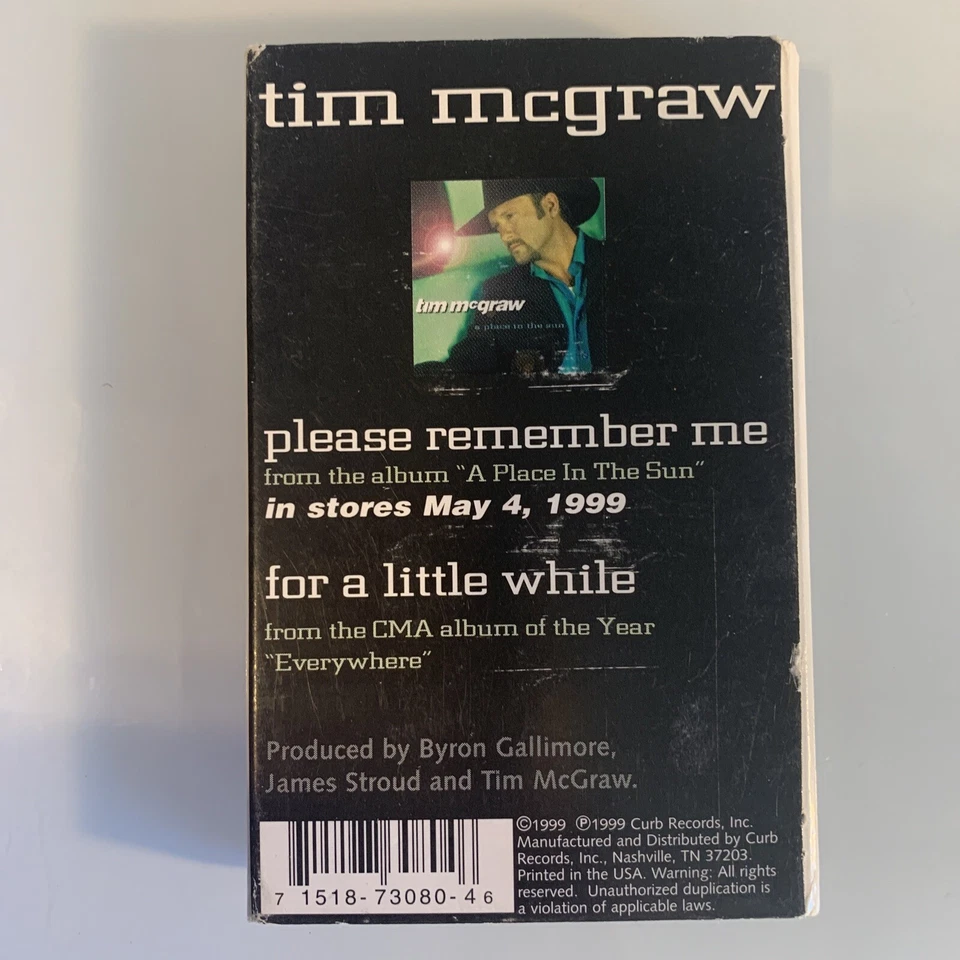 tim mcgraw
tim mcgraw
a place in the sun
please remember me
from the album "A Place In The Sun"
in stores May 4, 1999
for a little while
from the CMA album of the Year
"Everywhere"
Produced by Byron Gallimore,
James Stroud and Tim McGraw.
©1999 ℗1999 Curb Records, Inc.
Manufactured and Distributed by Curb
Records, Inc., Nashville, TN 37203.
Printed in the USA. Warning: All rights
reserved. Unauthorized duplication is
a violation of applicable laws.
7 1518-73080-4 6